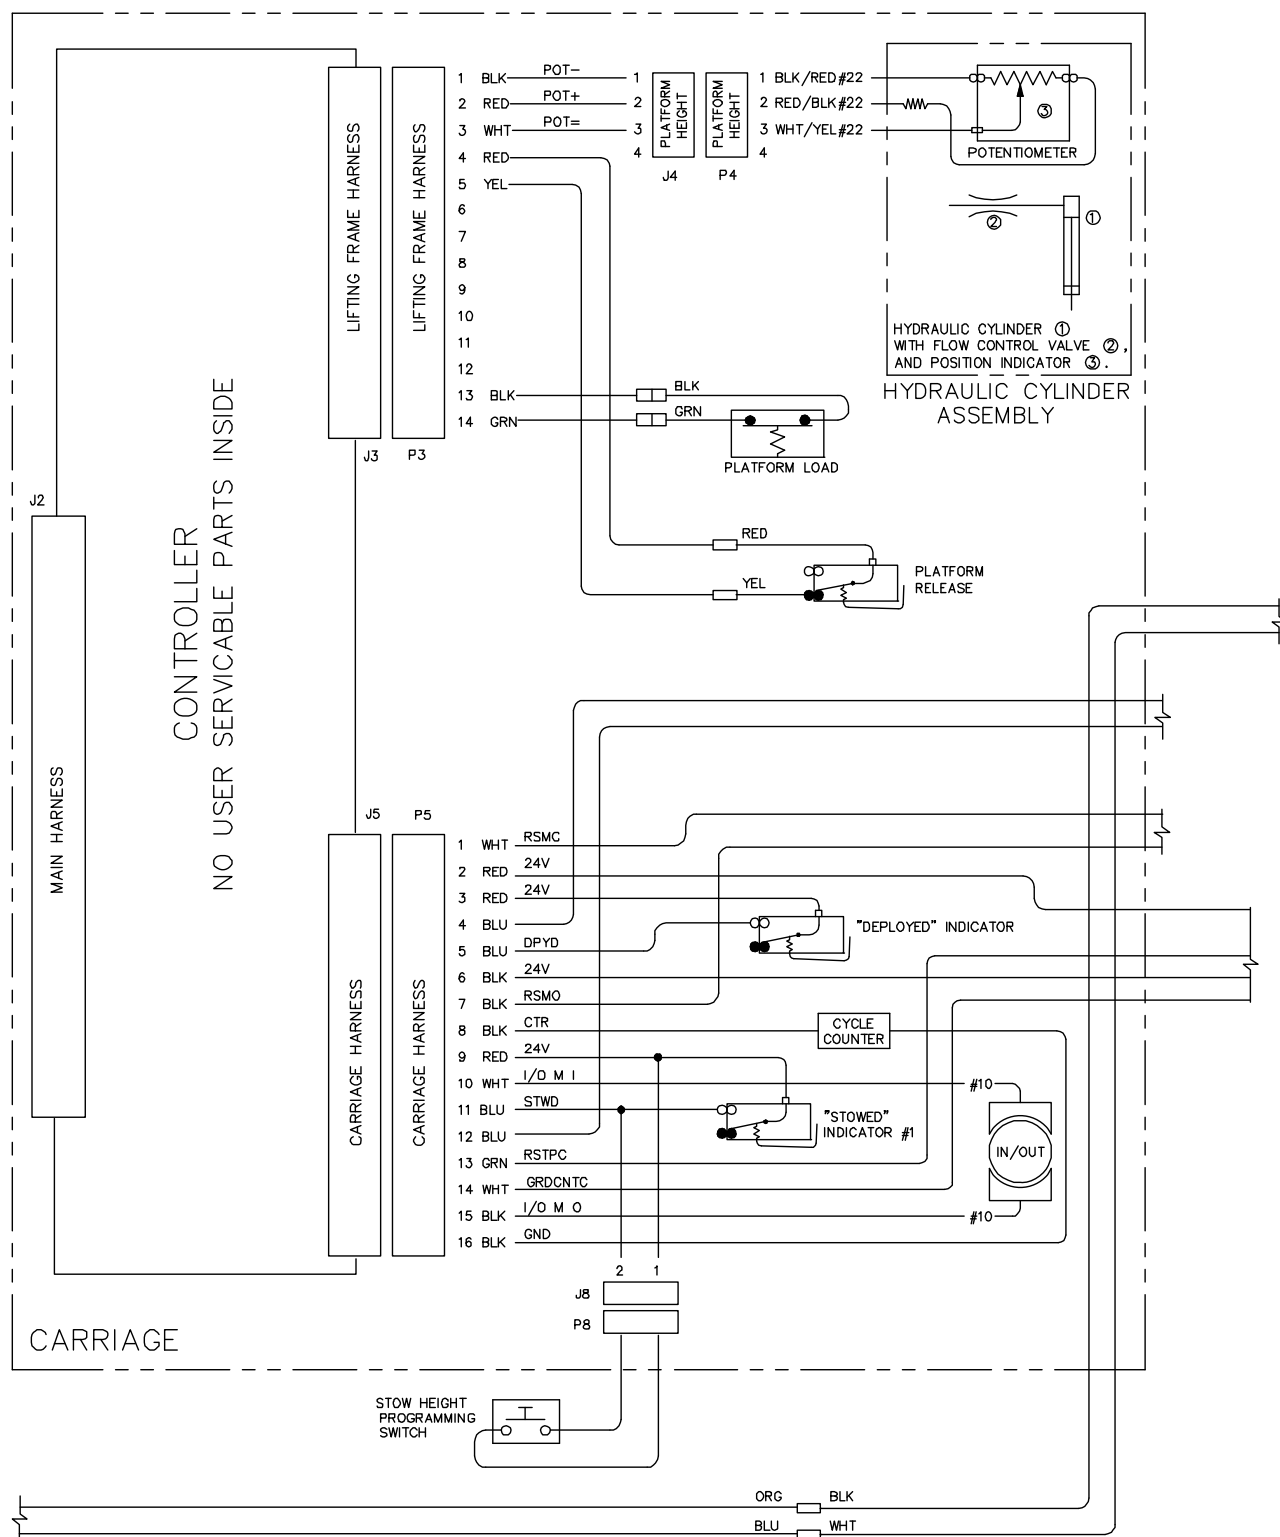 1 BLK POT- 1
2 RED POT+ 2
3 WHT POT= 3
4 RED 4
5 YEL
6
7
8
9
10
11
12
13 BLK
14 GRN
LIFTING FRAME HARNESS
LIFTING FRAME HARNESS
J3
P3
PLATFORM
HEIGHT
J4
PLATFORM
HEIGHT
P4
1 BLK/RED#22
2 RED/BLK#22
3 WHT/YEL#22
4
3
POTENTIOMETER
2
1
HYDRAULIC CYLINDER ①
WITH FLOW CONTROL VALVE ②,
AND POSITION INDICATOR ③.
HYDRAULIC CYLINDER
ASSEMBLY
BLK
GRN
PLATFORM LOAD
RED
YEL
PLATFORM
RELEASE
J2
MAIN HARNESS
CONTROLLER
NO USER SERVICABLE PARTS INSIDE
J5
P5
CARRIAGE HARNESS
CARRIAGE HARNESS
1 WHT RSMC
2 RED 24V
3 RED 24V
4 BLU
5 BLU DPYD
6 BLK 24V
7 BLK RSMO
8 BLK CTR
9 RED 24V
10 WHT I/O M I
11 BLU STWD
12 BLU
13 GRN RSTPC
14 WHT GRDCNTC
15 BLK I/O M O
16 BLK GND
"DEPLOYED" INDICATOR
CYCLE
COUNTER
#10
"STOWED"
INDICATOR #1
IN/OUT
#10
2 1
J8
P8
CARRIAGE
STOW HEIGHT
PROGRAMMING
SWITCH
ORG BLK
BLU WHT